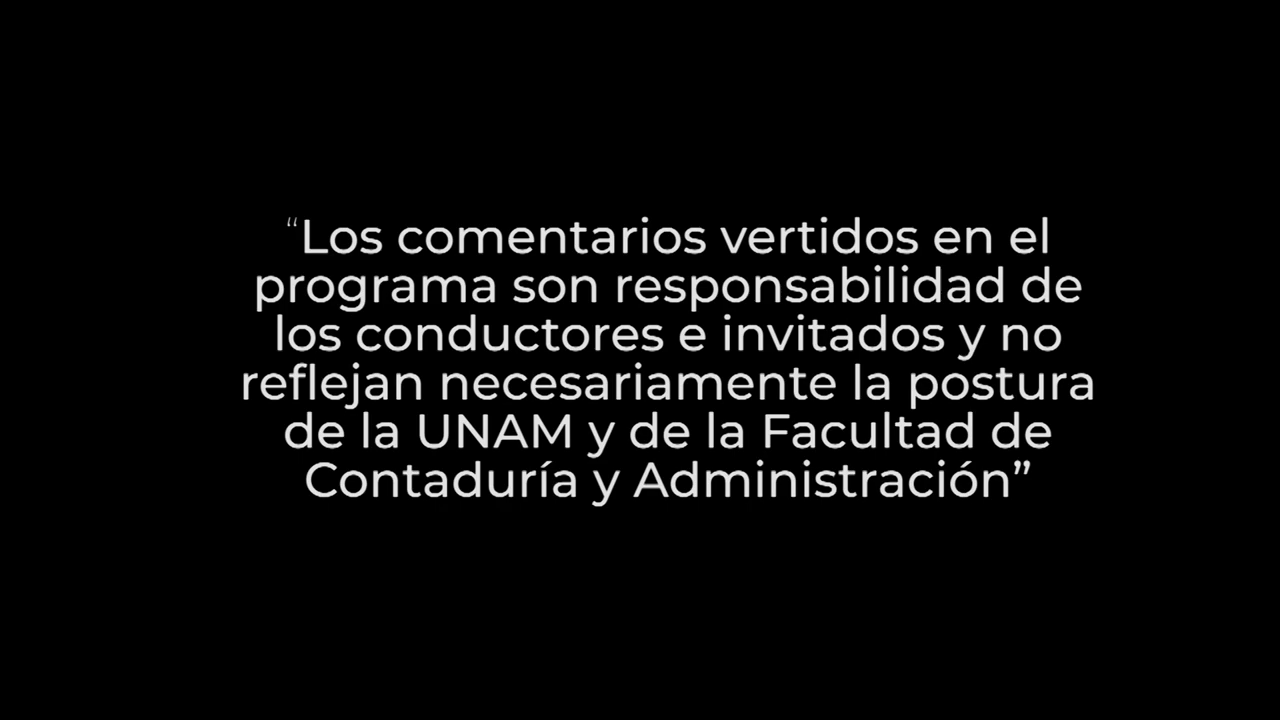 “Los comentarios vertidos en el
programa son responsabilidad de
los conductores e invitados y no
reflejan necesariamente la postura
de la UNAM y de la Facultad de
Contaduría y Administración”